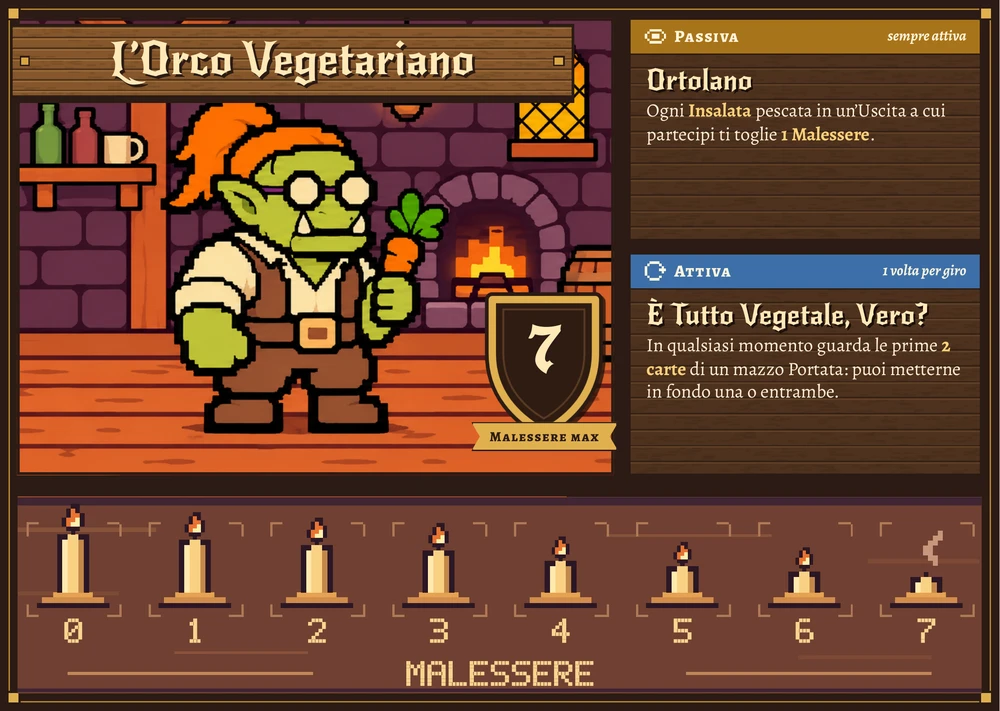 L'Orco Vegetariano
Passiva
sempre attiva
Ortolano
Ogni Insalata pescata in un'Uscita a cui
partecipi ti toglie 1 Malessere.
Attiva
1 volta per giro
È Tutto Vegetale, Vero?
In qualsiasi momento guarda le prime 2
carte di un mazzo Portata: puoi metterne
in fondo una o entrambe.
7
Malessere max
0 1 2 3 4 5 6 7
MALESSERE